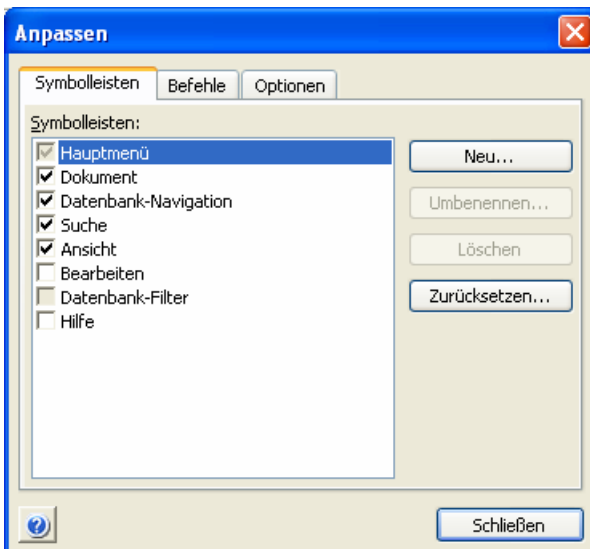 Anpassen
Symbolleisten Befehle Optionen
Symbolleisten:
Hauptmenü
Dokument
Datenbank-Navigation
Suche
Ansicht
Bearbeiten
Datenbank-Filter
Hilfe
Neu...
Umbenennen...
Löschen
Zurücksetzen...
Schließen